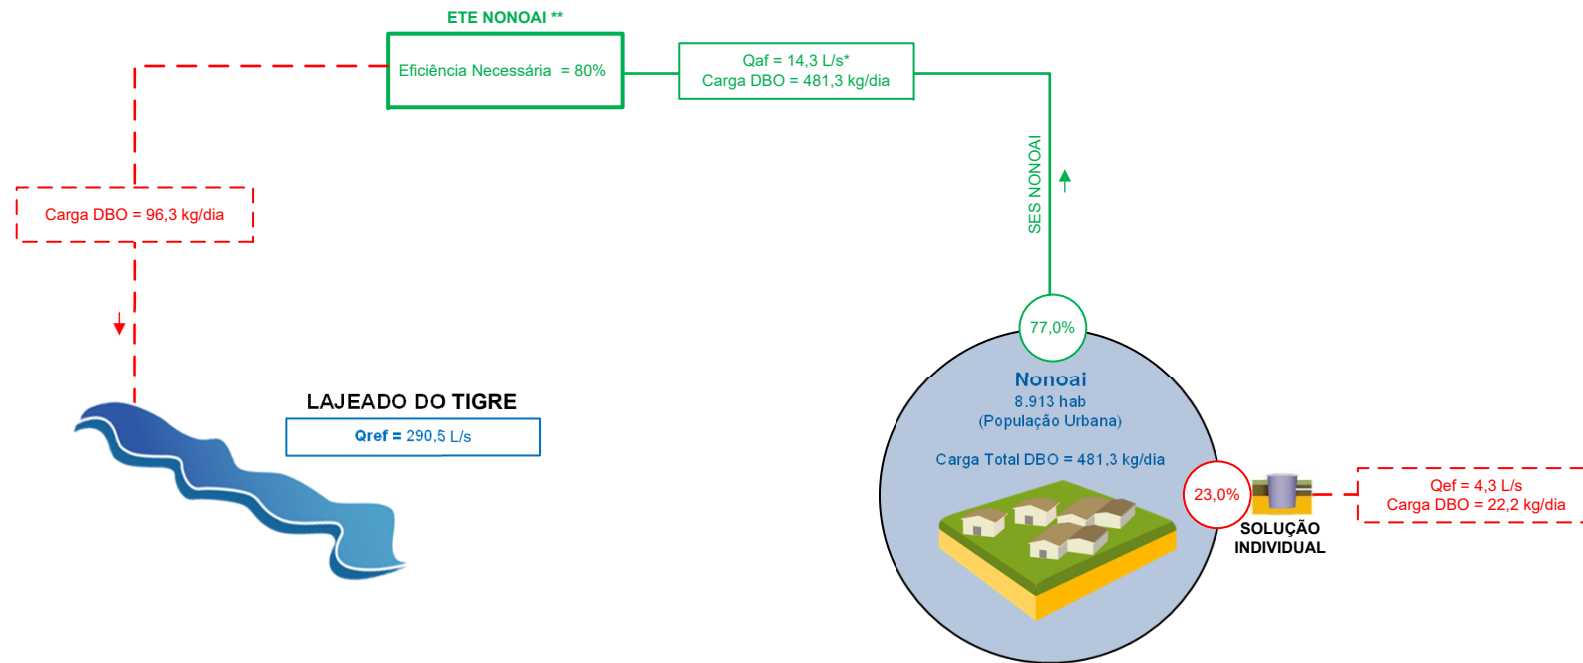 ETE NONOAI **
Eficiência Necessária = 80%
Qaf = 14,3 L/s*
Carga DBO = 481,3 kg/dia
SES NONOAI
Carga DBO = 96,3 kg/dia
LAJEADO DO TIGRE
Qref = 290,5 L/s
77,0%
Nonoai
8.913 hab
(População Urbana)
Carga Total DBO = 481,3 kg/dia
23,0%
SOLUÇÃO
INDIVIDUAL
Qef = 4,3 L/s
Carga DBO = 22,2 kg/dia